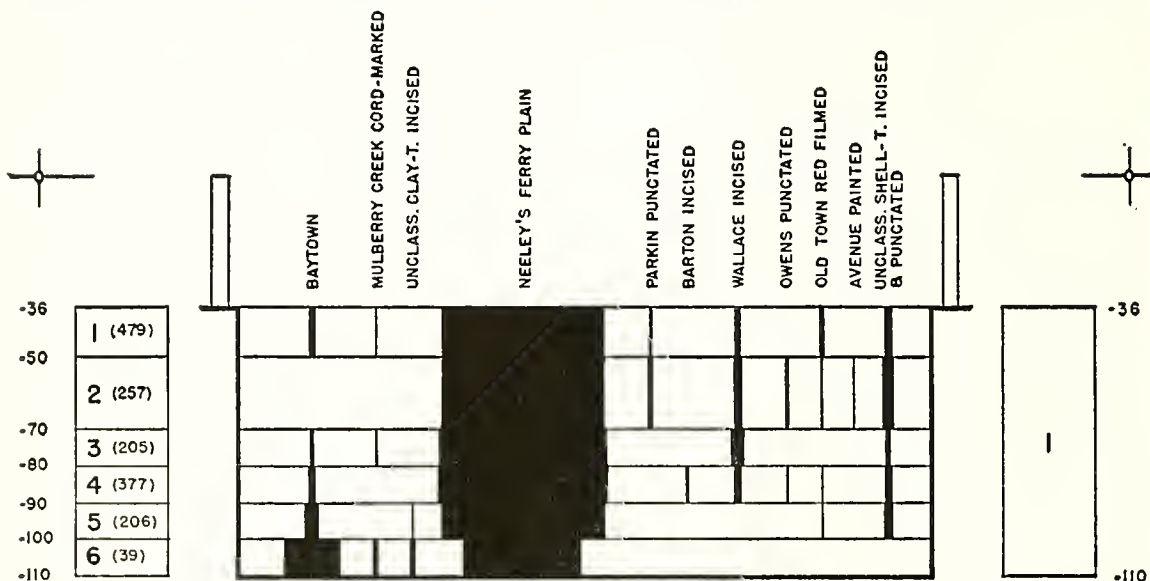 BAYTOWN
MULBERRY CREEK CORD-MARKED
UNCLASS. CLAY-T. INCISED
NEELEY'S FERRY PLAIN
PARKIN PUNCTATED
BARTON INCISED
WALLACE INCISED
OWENS PUNCTATED
OLD TOWN RED FILMED
AVENUE PAINTED
UNCLASS. SHELL-T. INCISED
& PUNCTATED
-36
1 (479)
-50
2 (257)
-70
3 (205)
-80
4 (377)
-90
5 (206)
-100
6 (39)
-110
-36
1
-110